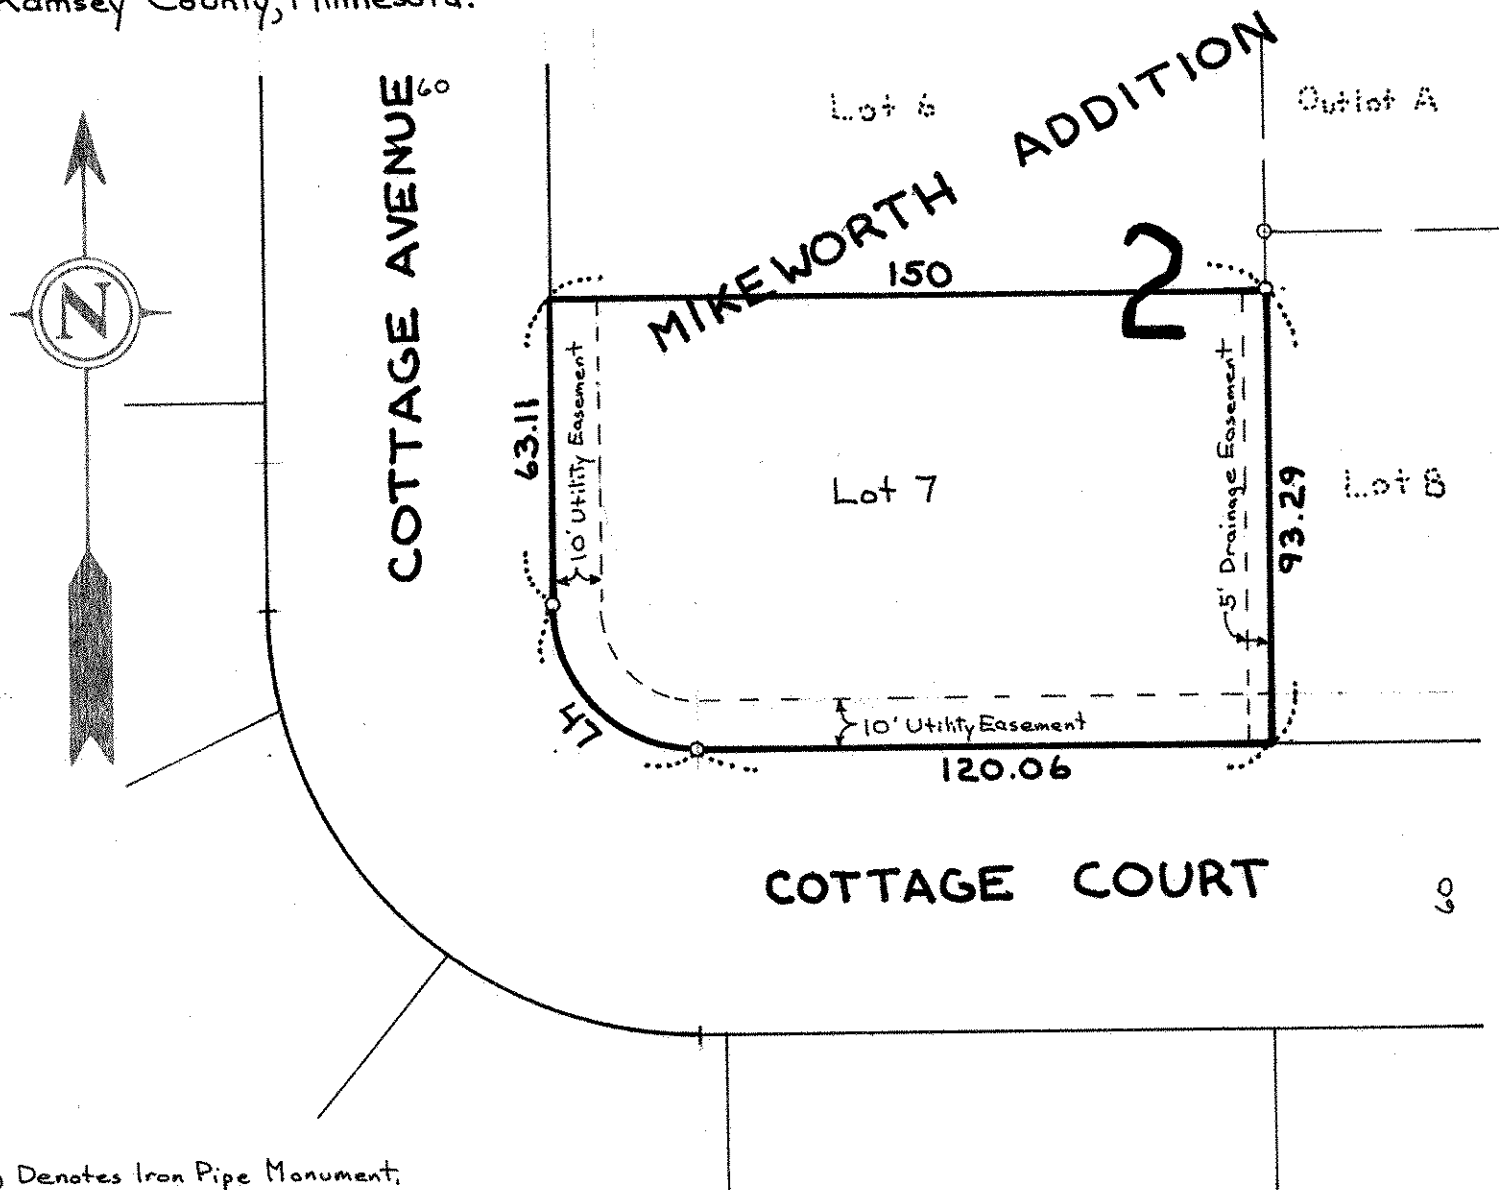 Ramsey County, Minnesota.
60
COTTAGE AVENUE
Lot 6
Outlot A
MIKEWORTH ADDITION
N
2
150
63.11
10' Utility Easement
Lot 7
5' Drainage Easement
93.29
Lot 8
47
10' Utility Easement
120.06
COTTAGE COURT
60
Denotes Iron Pipe Monument.